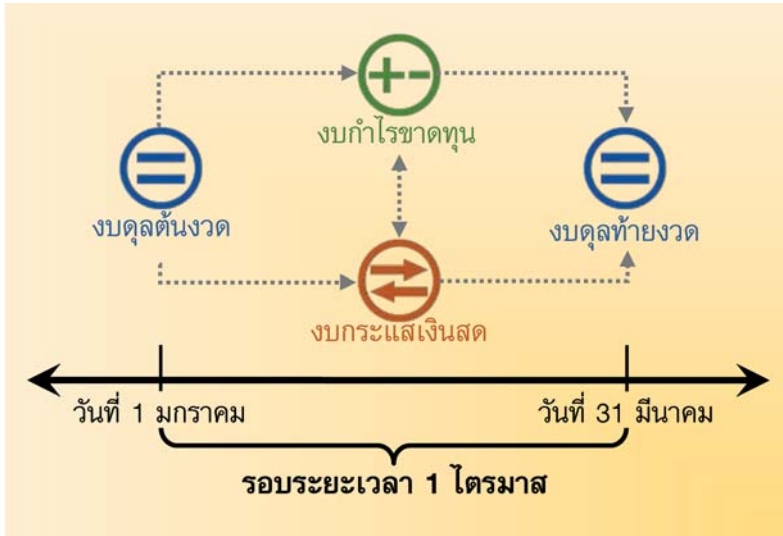 งบกำไรขาดทุน
งบดุลต้นงวด
งบดุลท้ายงวด
งบกระแสเงินสด
วันที่ 1 มกราคม
วันที่ 31 มีนาคม
รอบระยะเวลา 1 ไตรมาส